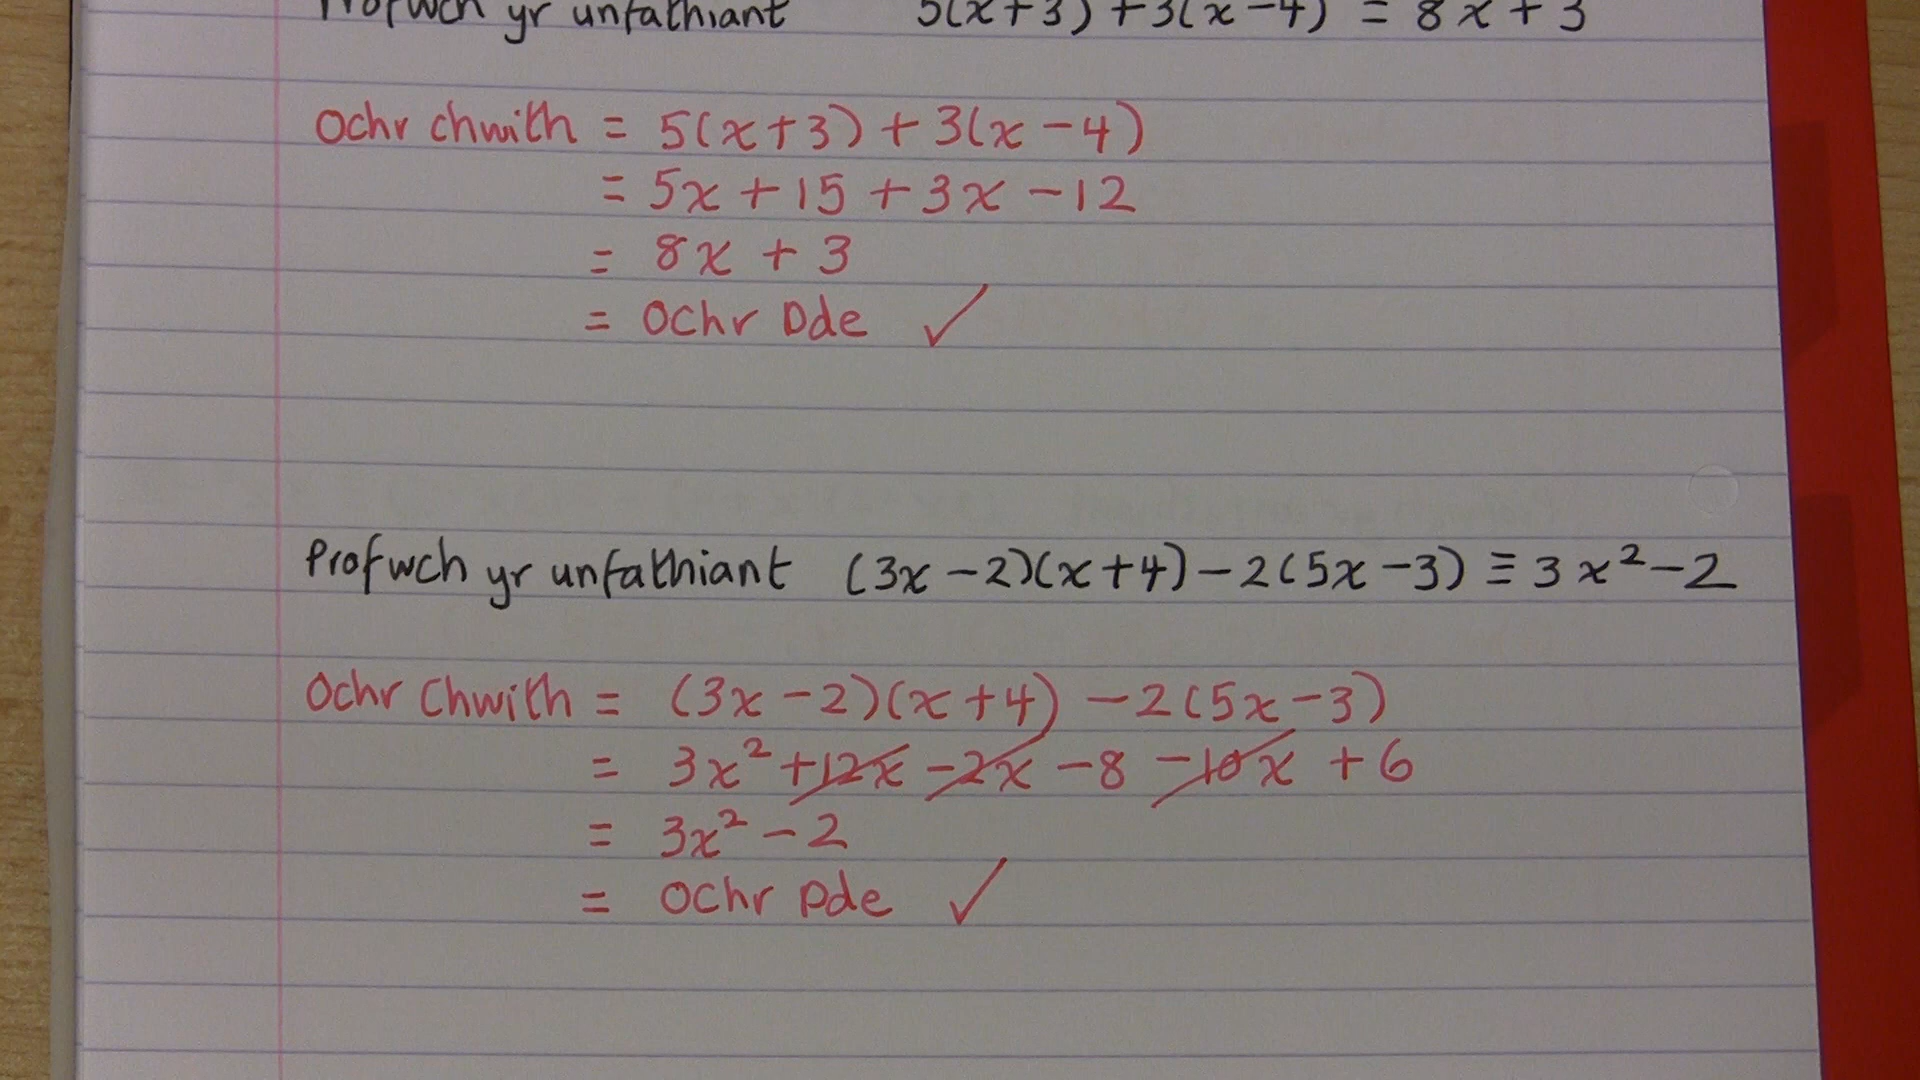 Profwch yr unfathiant 5(x+3) + 3(x-4) = 8x + 3
Ochr chwith = 5(x+3) + 3(x-4)
= 5x + 15 + 3x - 12
= 8x + 3
= Ochr Dde ✓
Profwch yr unfathiant (3x-2)(x+4) - 2(5x-3) ≡ 3x² - 2
Ochr Chwith = (3x-2)(x+4) - 2(5x-3)
= 3x² + 12x - 2x - 8 - 10x + 6
= 3x² - 2
= Ochr Dde ✓